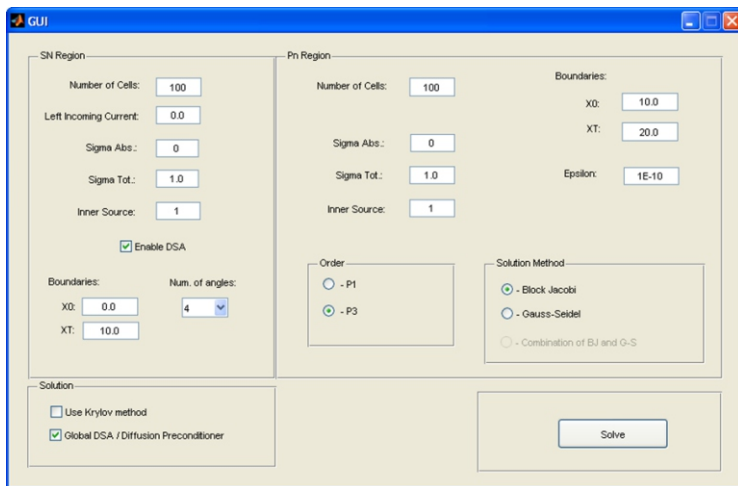 GUI
SN Region
Number of Cells: 100
Left Incoming Current: 0.0
Sigma Abs.: 0
Sigma Tot.: 1.0
Inner Source: 1
Enable DSA
Boundaries:
X0: 0.0
XT: 10.0
Num. of angles:
4
Pn Region
Number of Cells: 100
Sigma Abs.: 0
Sigma Tot.: 1.0
Inner Source: 1
Boundaries:
X0: 10.0
XT: 20.0
Epsilon: 1E-10
Order
- P1
- P3
Solution Method
- Block Jacobi
- Gauss-Seidel
- Combination of BJ and G-S
Solution
Use Krylov method
Global DSA / Diffusion Preconditioner
Solve